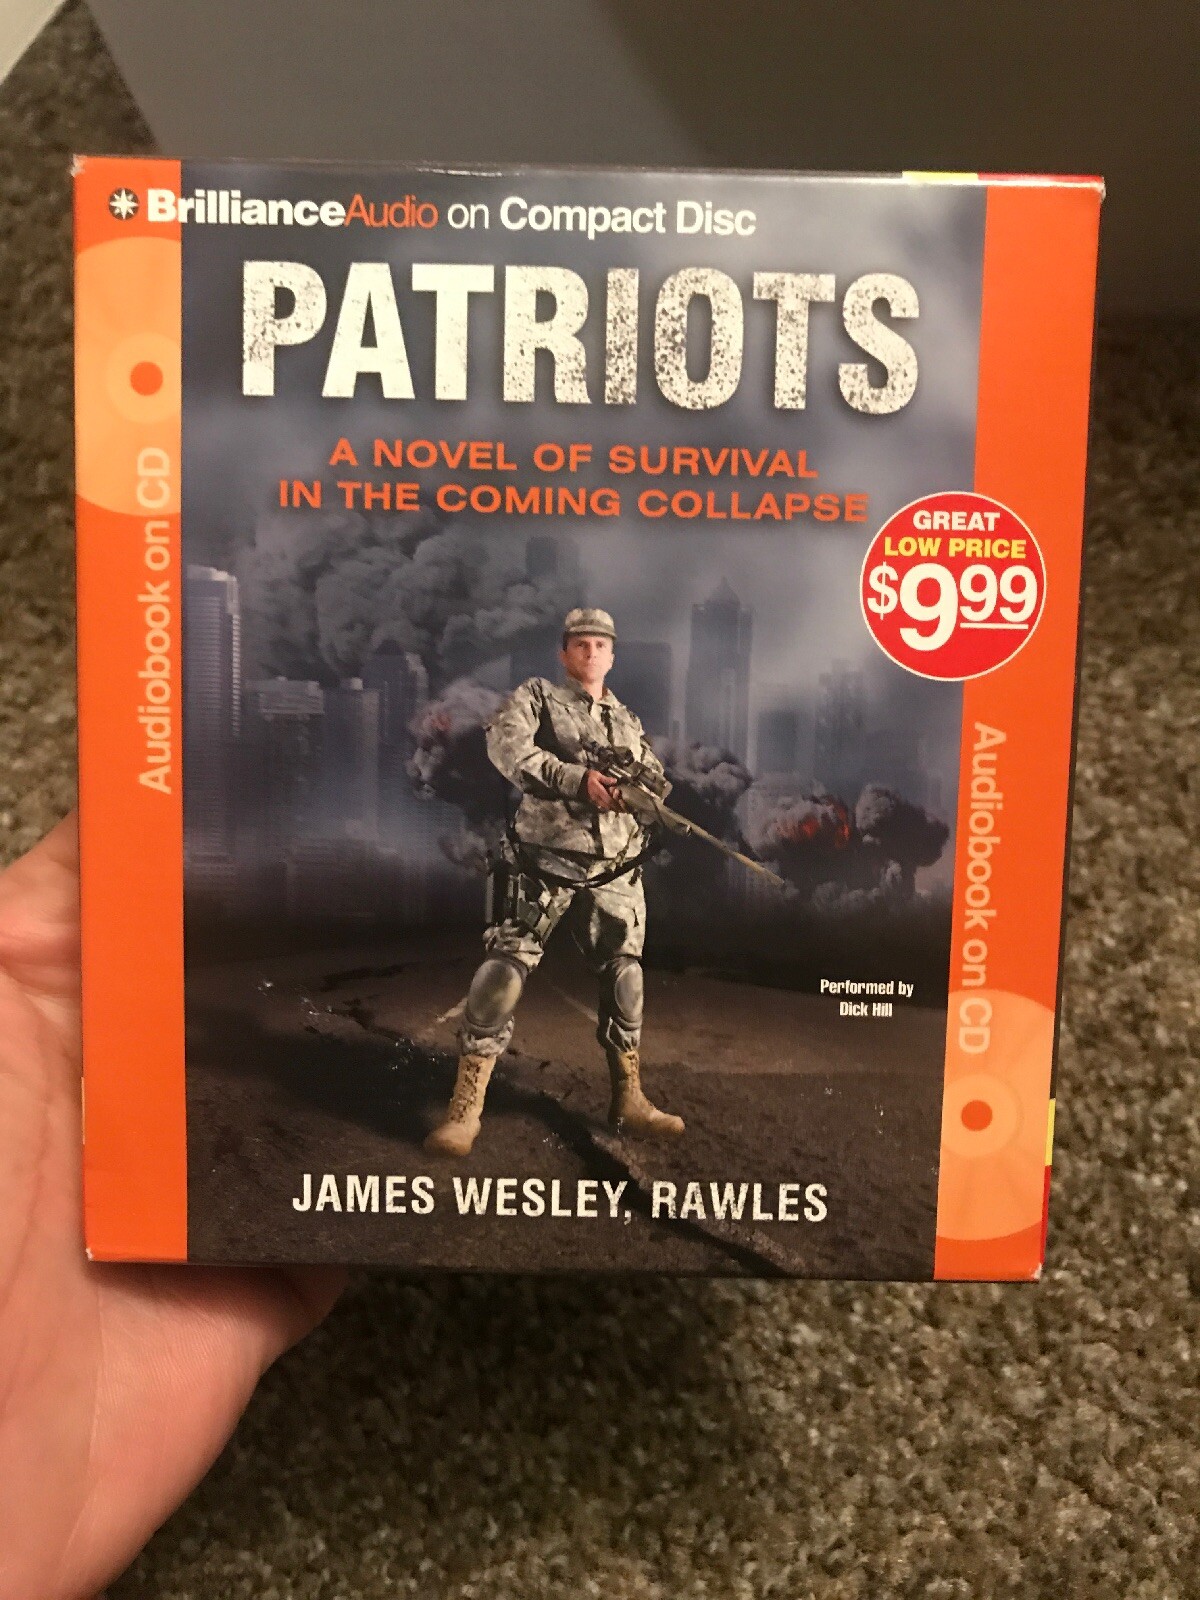 BrillianceAudio on Compact Disc
PATRIOTS
A NOVEL OF SURVIVAL
IN THE COMING COLLAPSE
GREAT
LOW PRICE
$9.99
Audiobook on CD
Audiobook on CD
Performed by
Dick Hill
JAMES WESLEY, RAWLES